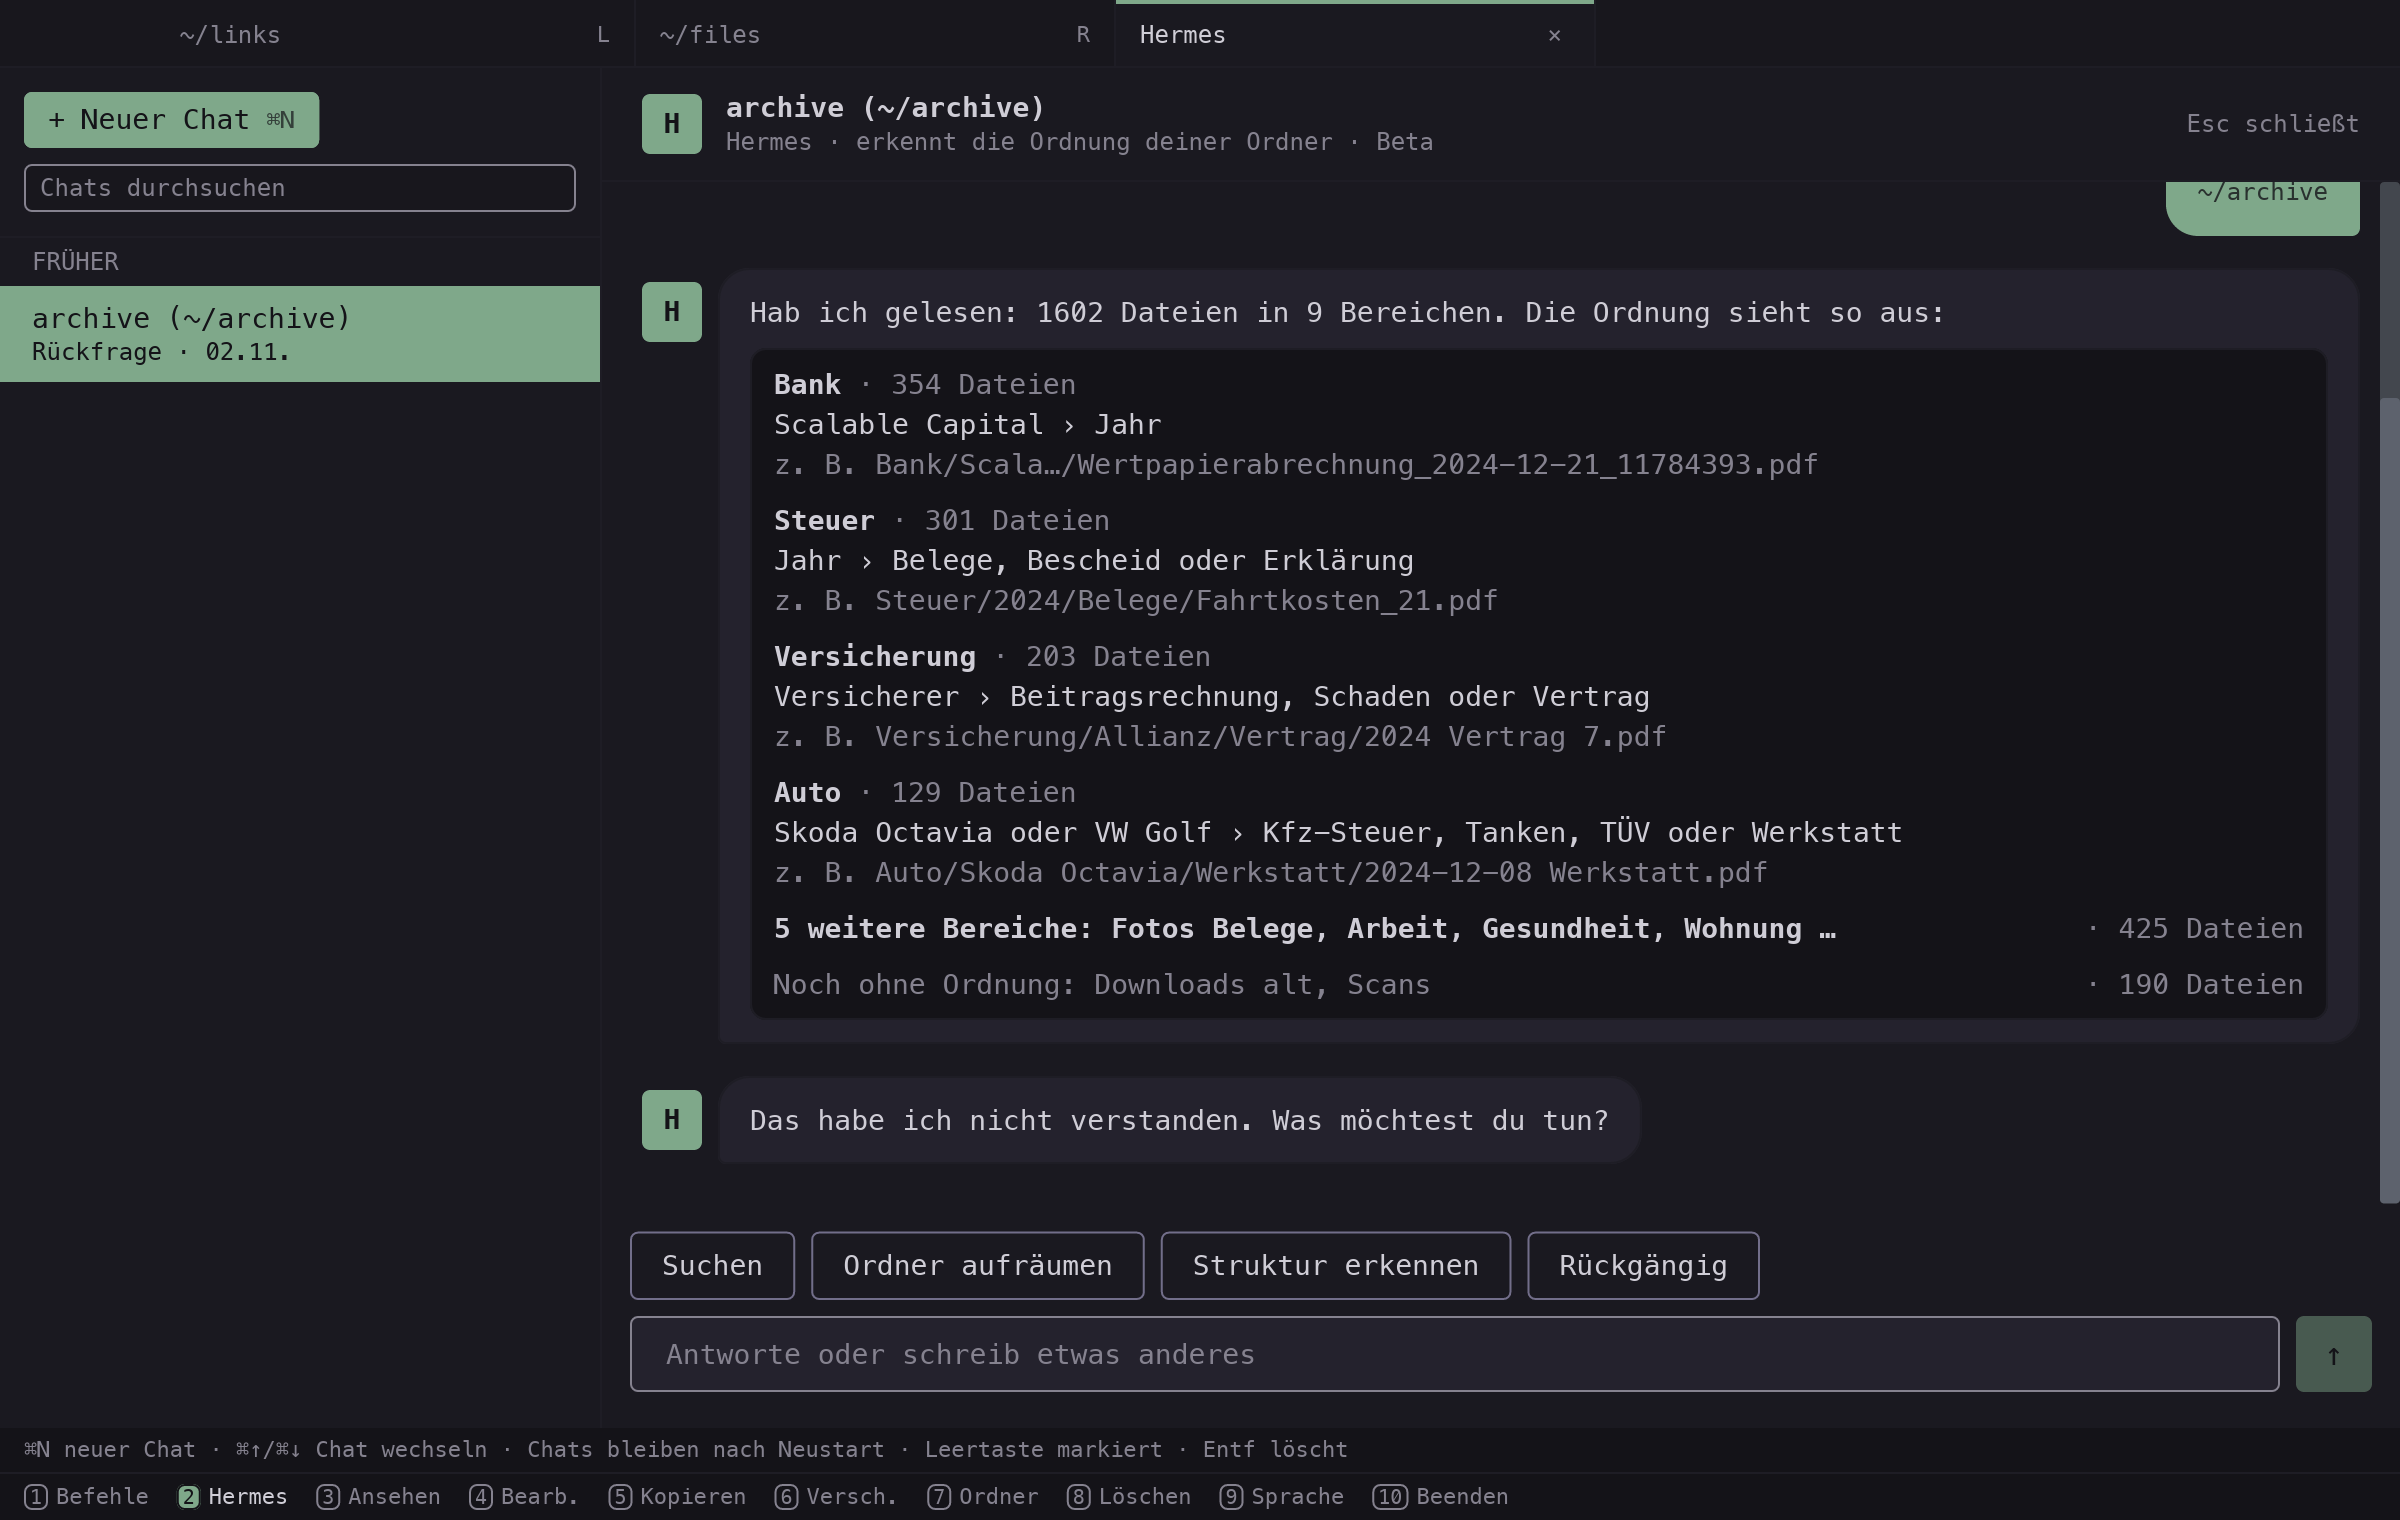 ~/links L ~/files R Hermes ×
+ Neuer Chat ⌘N
Chats durchsuchen
FRÜHER
archive (~/archive)
Rückfrage · 02.11.
H archive (~/archive)
Hermes · erkennt die Ordnung deiner Ordner · Beta
Esc schließt
~/archive
H Hab ich gelesen: 1602 Dateien in 9 Bereichen. Die Ordnung sieht so aus:
Bank · 354 Dateien
Scalable Capital › Jahr
z. B. Bank/Scala…/Wertpapierabrechnung_2024-12-21_11784393.pdf
Steuer · 301 Dateien
Jahr › Belege, Bescheid oder Erklärung
z. B. Steuer/2024/Belege/Fahrtkosten_21.pdf
Versicherung · 203 Dateien
Versicherer › Beitragsrechnung, Schaden oder Vertrag
z. B. Versicherung/Allianz/Vertrag/2024 Vertrag 7.pdf
Auto · 129 Dateien
Skoda Octavia oder VW Golf › Kfz-Steuer, Tanken, TÜV oder Werkstatt
z. B. Auto/Skoda Octavia/Werkstatt/2024-12-08 Werkstatt.pdf
5 weitere Bereiche: Fotos Belege, Arbeit, Gesundheit, Wohnung … · 425 Dateien
Noch ohne Ordnung: Downloads alt, Scans · 190 Dateien
H Das habe ich nicht verstanden. Was möchtest du tun?
Suchen Ordner aufräumen Struktur erkennen Rückgängig
Antworte oder schreib etwas anderes ↑
⌘N neuer Chat · ⌘↑/⌘↓ Chat wechseln · Chats bleiben nach Neustart · Leertaste markiert · Entf löscht
1 Befehle 2 Hermes 3 Ansehen 4 Bearb. 5 Kopieren 6 Versch. 7 Ordner 8 Löschen 9 Sprache 10 Beenden